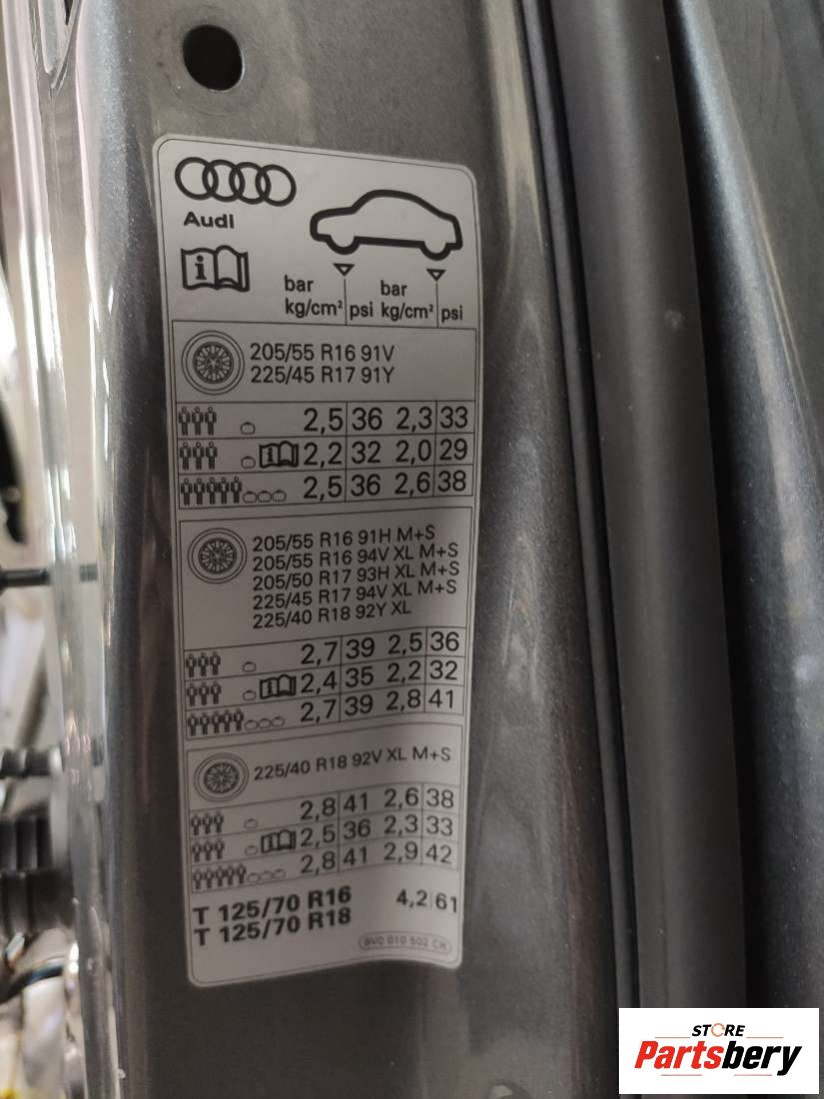 Audi
bar bar
kg/cm² psi kg/cm² psi
205/55 R16 91V
225/45 R17 91Y
2,5 36 2,3 33
2,2 32 2,0 29
2,5 36 2,6 38
205/55 R16 91H M+S
205/55 R16 94V XL M+S
205/50 R17 93H XL M+S
225/45 R17 94V XL M+S
225/40 R18 92Y XL
2,7 39 2,5 36
2,4 35 2,2 32
2,7 39 2,8 41
225/40 R18 92V XL M+S
2,8 41 2,6 38
2,5 36 2,3 33
2,8 41 2,9 42
T 125/70 R16 4,2 61
T 125/70 R18
8V0 010 502 CK
STORE
Partsbery